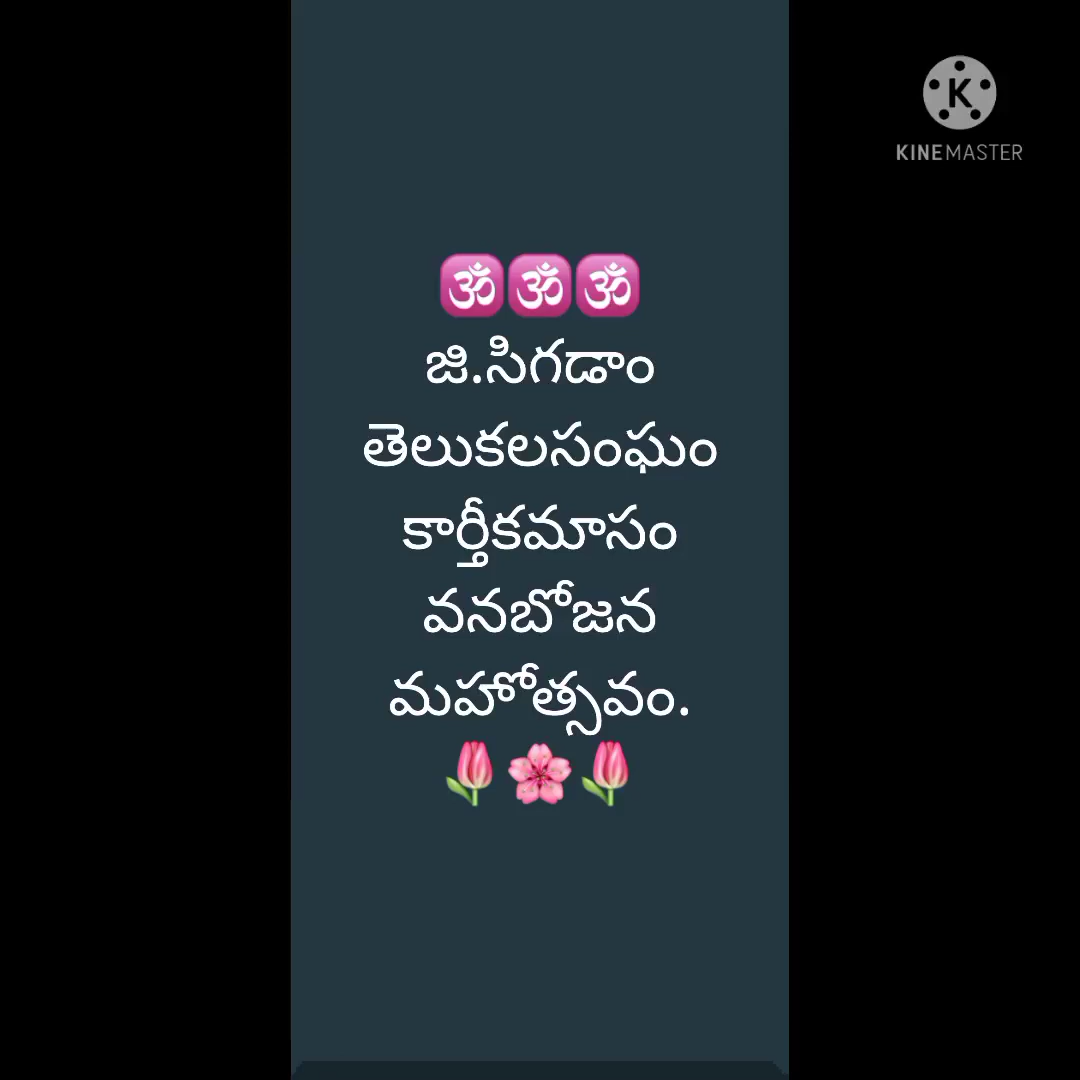 🕉️🕉️🕉️
జి.సిగడాం
తెలుకలసంఘం
కార్తీకమాసం
వనబోజన
మహోత్సవం.
🌷🌸🌷
KINEMASTER